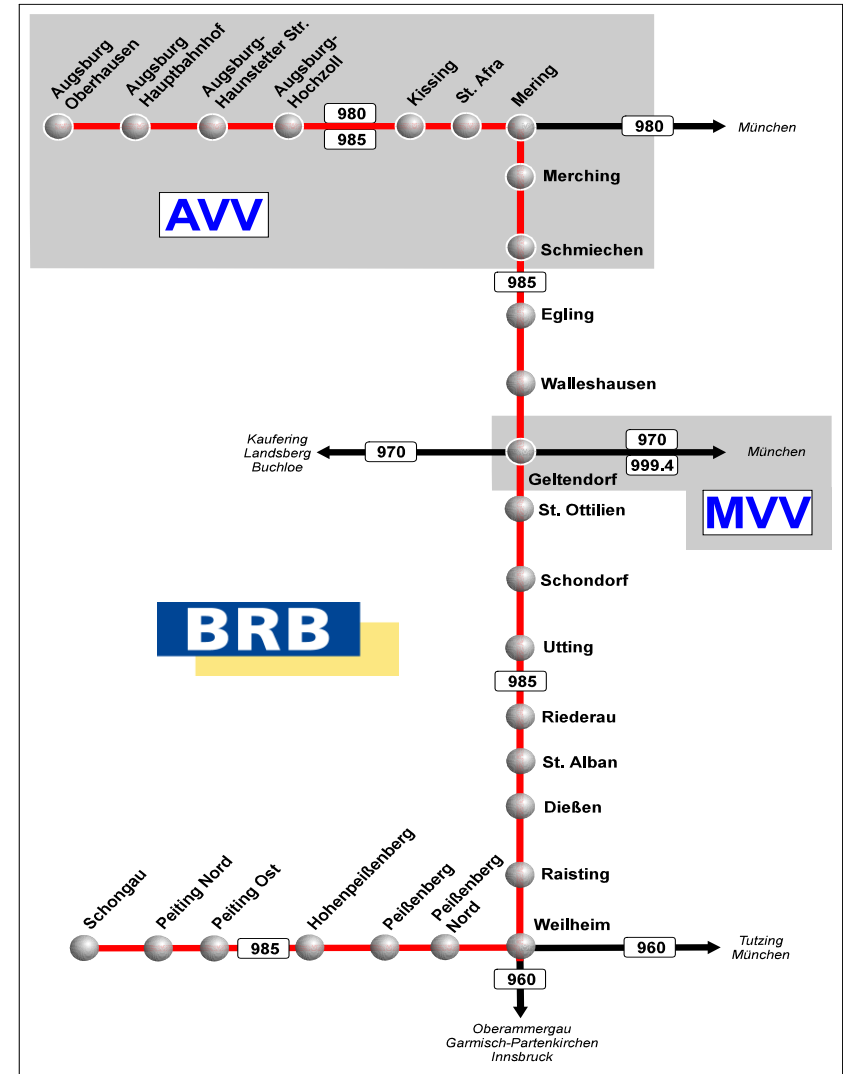 Augsburg
Oberhausen
Augsburg
Hauptbahnhof
Augsburg-
Haunstetter Str.
Augsburg-
Hochzoll
Kissing
St. Afra
Mering
980
985
980
München
Merching
AVV
Schmiechen
985
Egling
Walleshausen
Kaufering
Landsberg
Buchloe
970
970
999.4
München
Geltendorf
St. Ottilien
MVV
Schondorf
BRB
Utting
985
Riederau
St. Alban
Dießen
Raisting
Schongau
Peiting Nord
Peiting Ost
Hohenpeißenberg
Peißenberg
Peißenberg
Nord
Weilheim
985
960
Tutzing
München
960
Oberammergau
Garmisch-Partenkirchen
Innsbruck